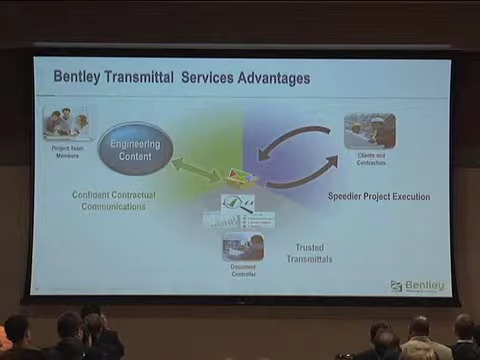 Bentley Transmittal Services Advantages
Project Team
Members
Engineering
Content
Clients and
Contractors
Confident Contractual
Communications
Speedier Project Execution
Document
Controller
Trusted
Transmittals
Bentley